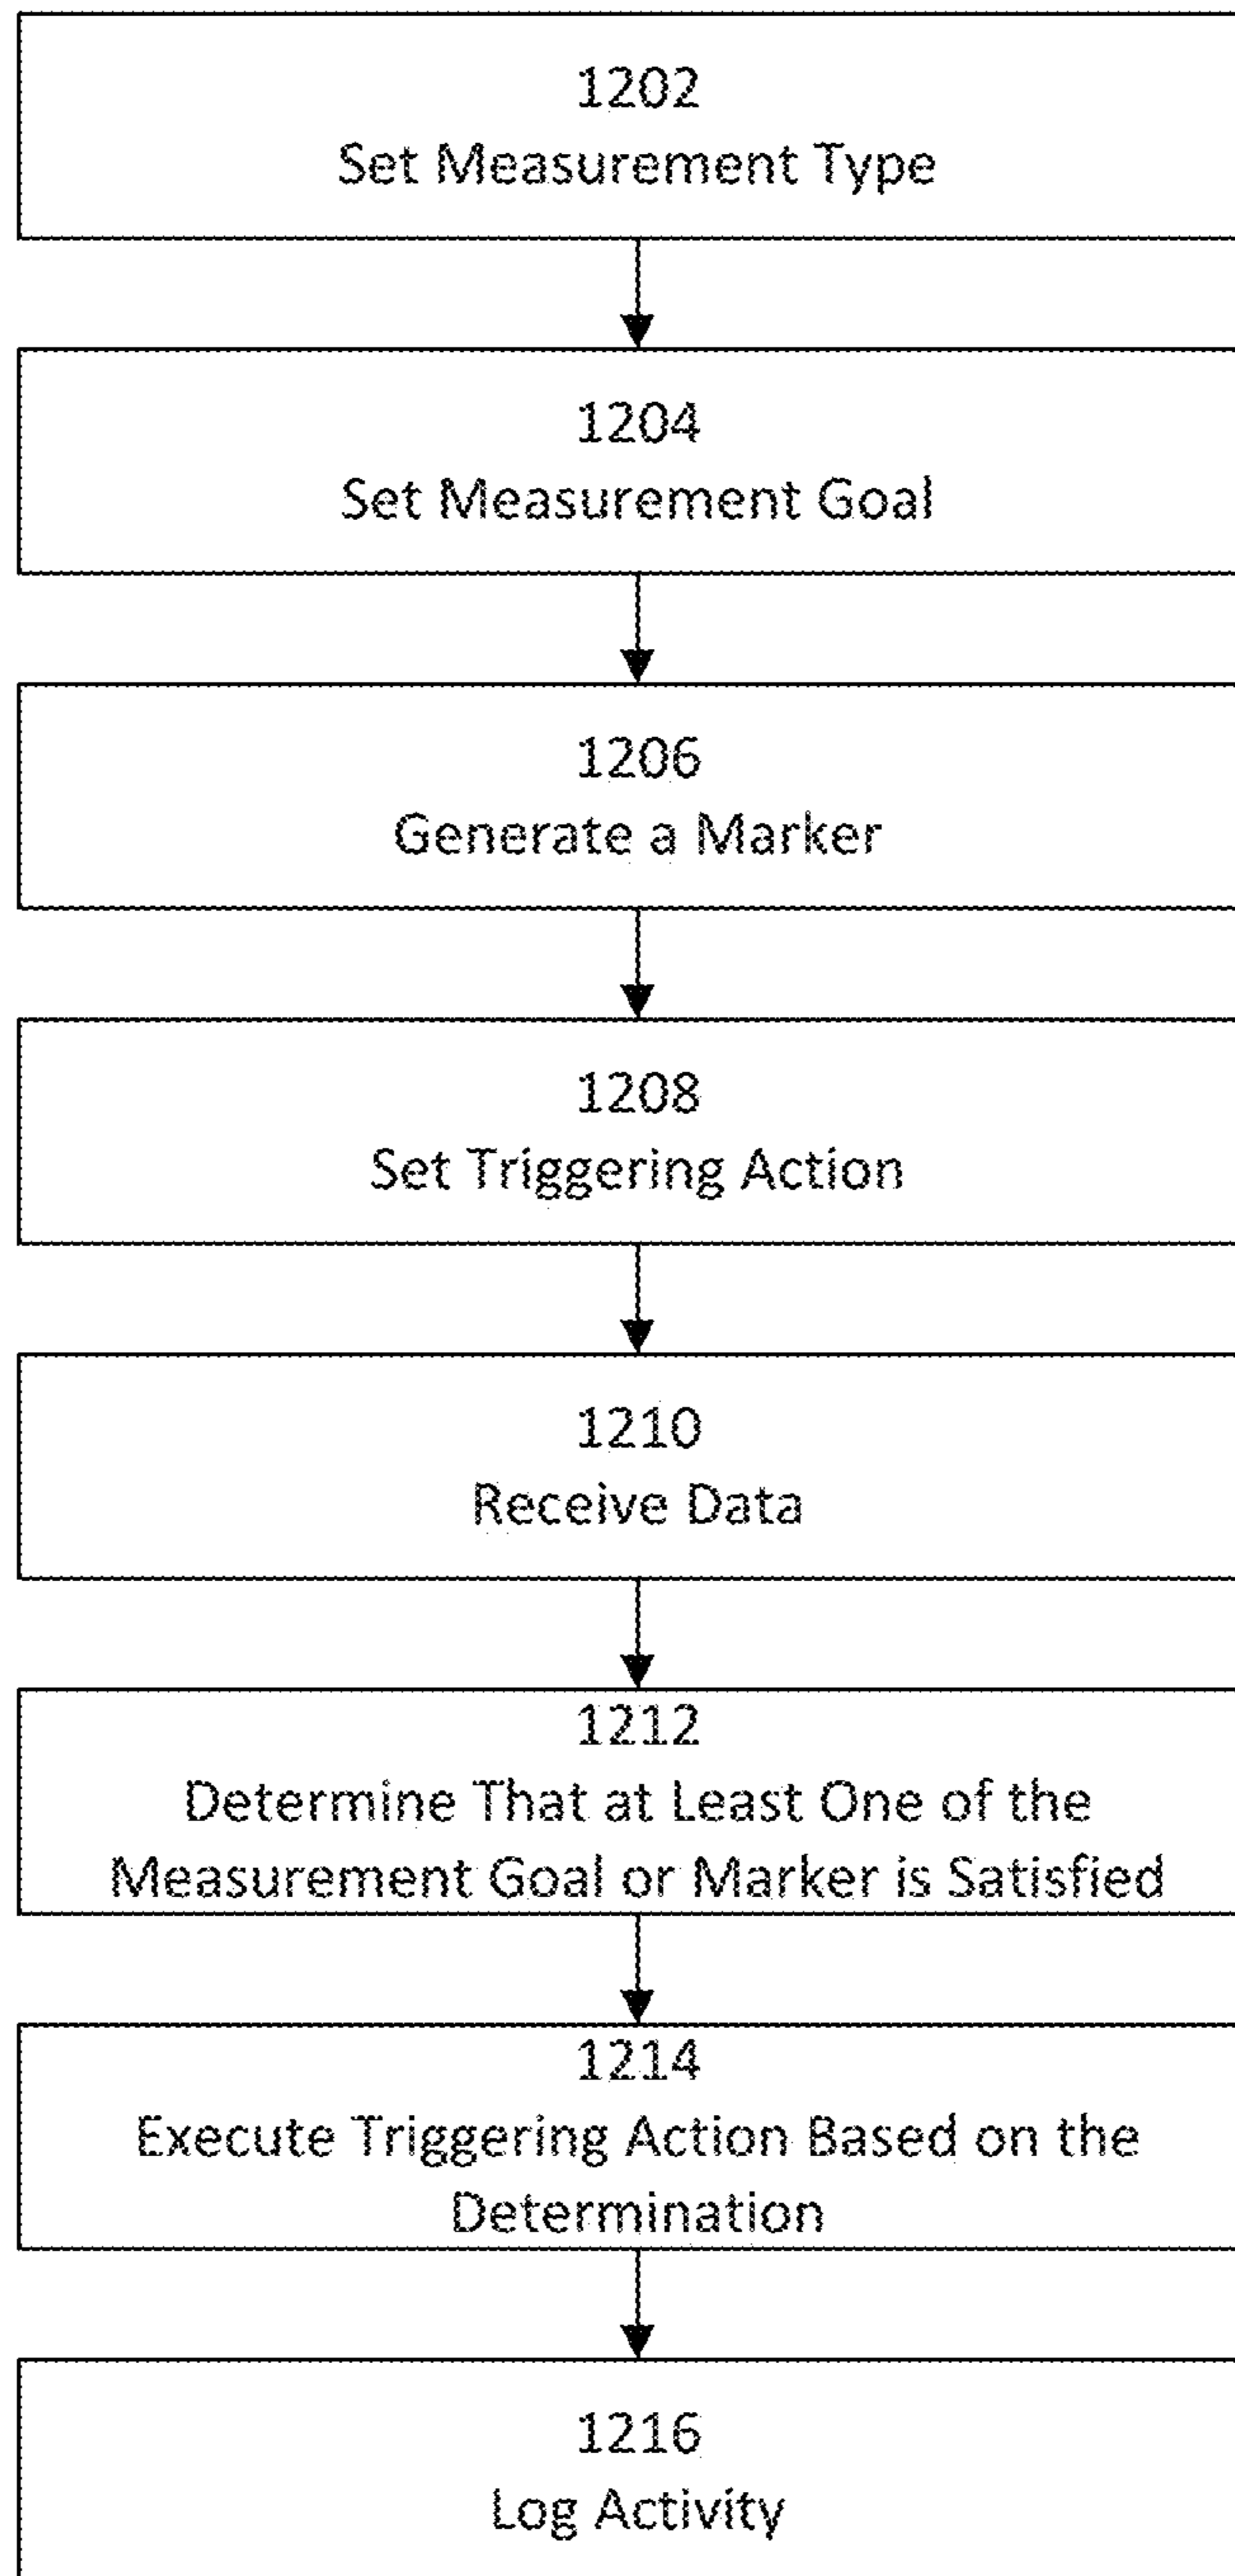 1202
Set Measurement Type
1204
Set Measurement Goal
1206
Generate a Marker
1208
Set Triggering Action
1210
Receive Data
1212
Determine That at Least One of the
Measurement Goal or Marker is Satisfied
1214
Execute Triggering Action Based on the
Determination
1216
Log Activity